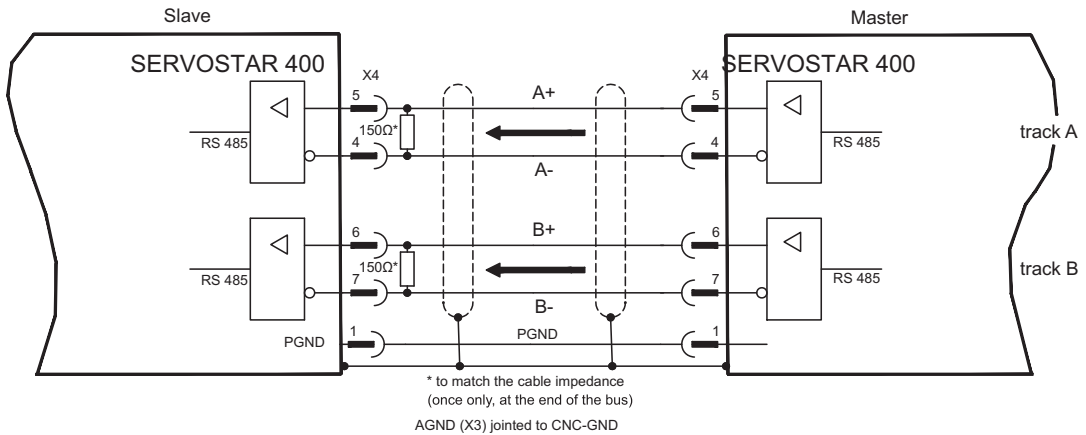 Slave
Master
SERVOSTAR 400
SERVOSTAR 400
X4
X4
5
A+
5
150Ω*
track A
RS 485
RS 485
4
4
A-
6
B+
6
150Ω*
track B
RS 485
RS 485
7
7
B-
PGND
1
PGND
1
* to match the cable impedance
(once only, at the end of the bus)
AGND (X3) jointed to CNC-GND